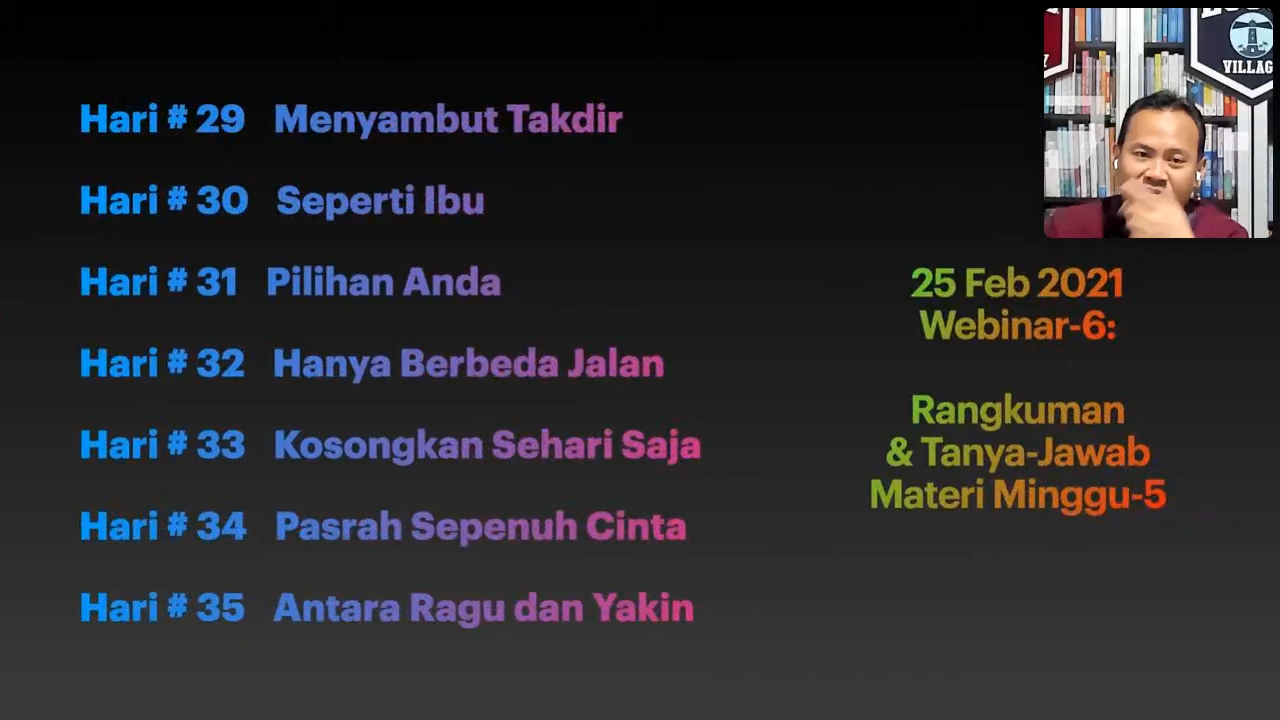 Hari # 29 Menyambut Takdir
Hari # 30 Seperti Ibu
Hari # 31 Pilihan Anda
Hari # 32 Hanya Berbeda Jalan
Hari # 33 Kosongkan Sehari Saja
Hari # 34 Pasrah Sepenuh Cinta
Hari # 35 Antara Ragu dan Yakin
25 Feb 2021
Webinar-6:
Rangkuman
& Tanya-Jawab
Materi Minggu-5